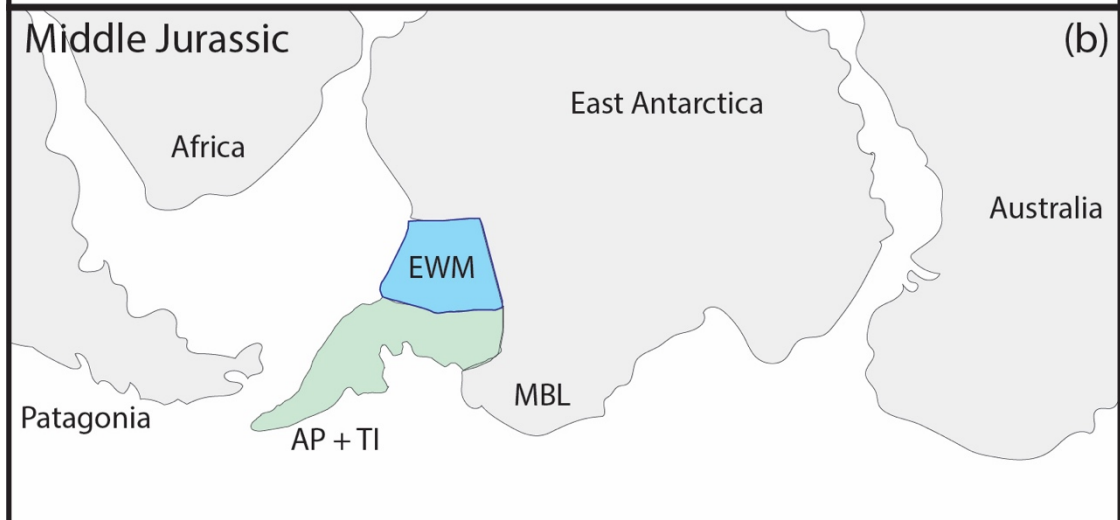 Middle Jurassic
(b)
East Antarctica
Africa
Australia
EWM
MBL
Patagonia
AP + TI